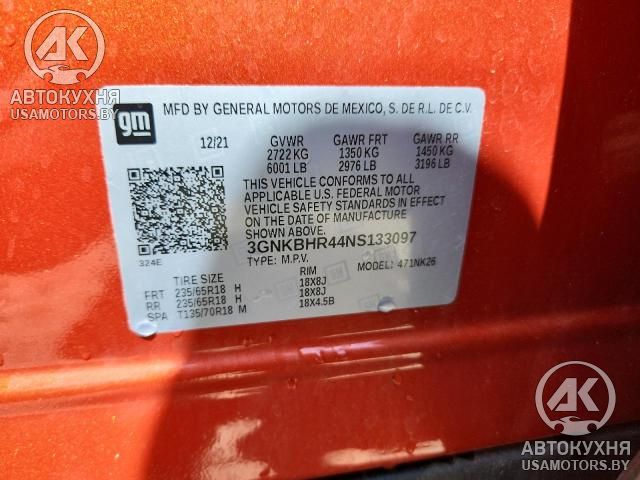 AK
АВТОКУХНЯ
USAMOTORS.BY
gm
MFD BY GENERAL MOTORS DE MEXICO, S. DE R.L. DE C.V.
12/21 GVWR GAWR FRT GAWR RR
2722 KG 1350 KG 1450 KG
6001 LB 2976 LB 3196 LB
THIS VEHICLE CONFORMS TO ALL
APPLICABLE U.S. FEDERAL MOTOR
VEHICLE SAFETY STANDARDS IN EFFECT
ON THE DATE OF MANUFACTURE
SHOWN ABOVE.
3GNKBHR44NS133097
324E
TYPE: M.P.V. MODEL: 471NK26
TIRE SIZE RIM
FRT 235/65R18 H 18X8J
RR 235/65R18 H 18X8J
SPA T135/70R18 M 18X4.5B
AK
АВТОКУХНЯ
USAMOTORS.BY